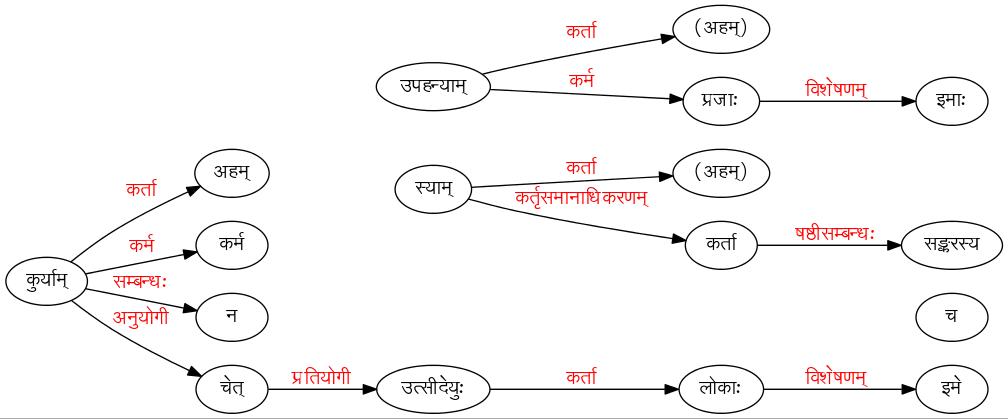 कर्ता
(अहम्)
उपहन्याम्
कर्म
प्रजाः
विशेषणम्
इमाः
अहम्
कर्ता
स्याम्
कर्ता
(अहम्)
कर्तृसमानाधिकरणम्
कर्ता
षष्ठीसम्बन्धः
सङ्करस्य
कुर्याम्
कर्म
कर्म
सम्बन्धः
न
च
अनुयोगी
चेत्
प्रतियोगी
उत्सीदेयुः
कर्ता
लोकाः
विशेषणम्
इमे